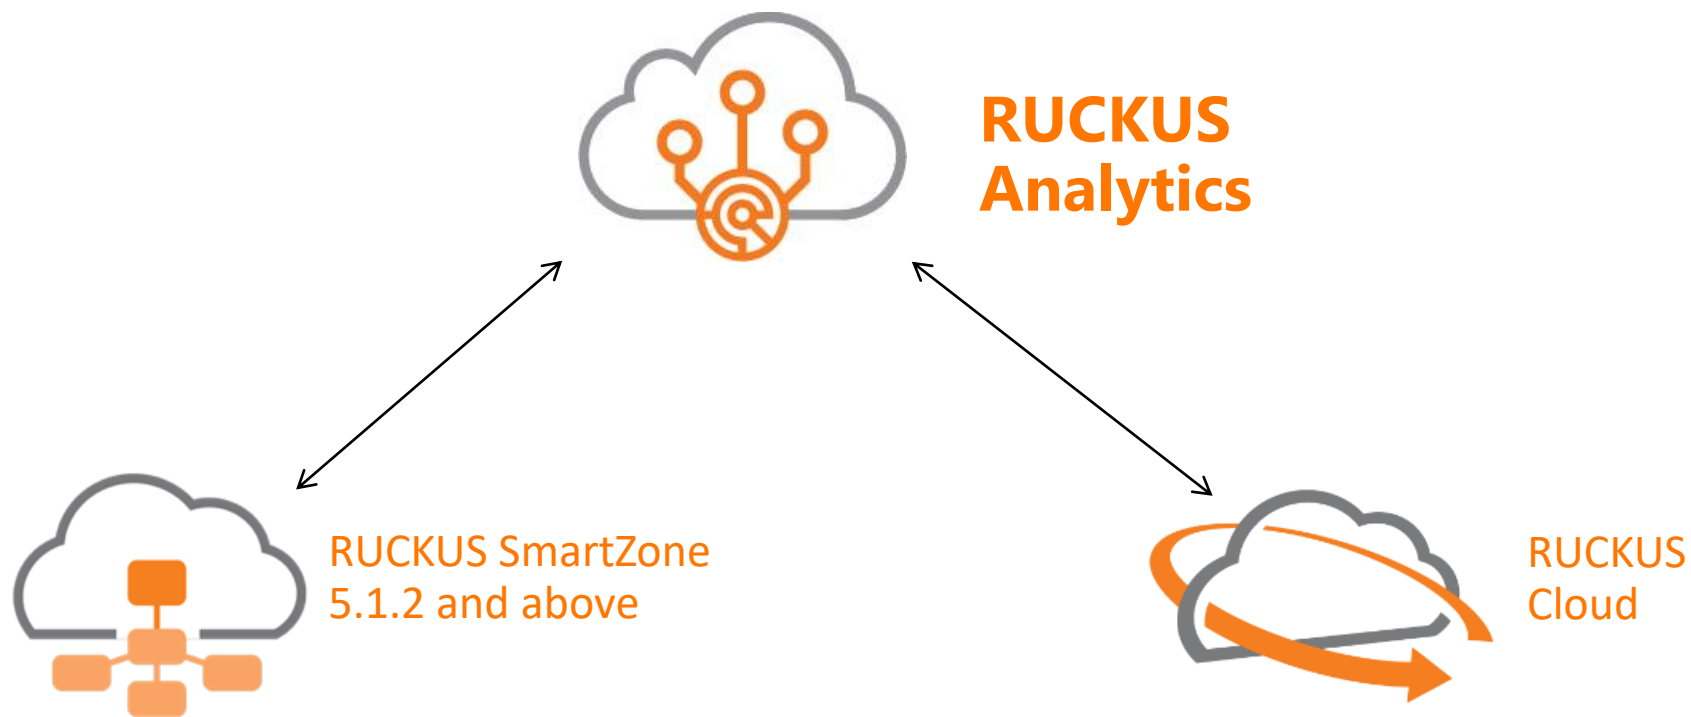 RUCKUS
Analytics
RUCKUS SmartZone
5.1.2 and above
RUCKUS
Cloud